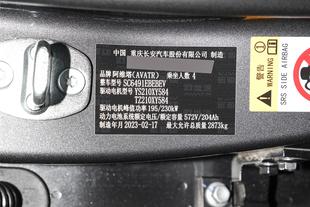 中国 重庆长安汽车股份有限公司 制造
品牌 阿维塔(AVATR) 乘坐人数 4
整车型号 SC6491EBEBEV
驱动电机型号 YS210XY584
TZ210XY584
驱动电机峰值功率 195/230kW
动力电池系统额定电压/额定容量 572V/204Ah
制造年月 2023-02-17 最大允许总质量 2873kg
警告
SRS SIDE AIRBAG